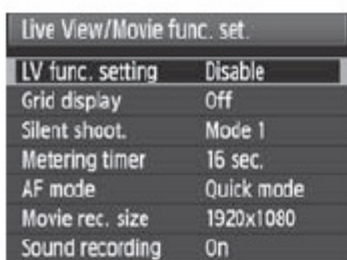 Live View/Movie func. set.
LV func. setting Disable
Grid display Off
Silent shoot. Mode 1
Metering timer 16 sec.
AF mode Quick mode
Movie rec. size 1920x1080
Sound recording On